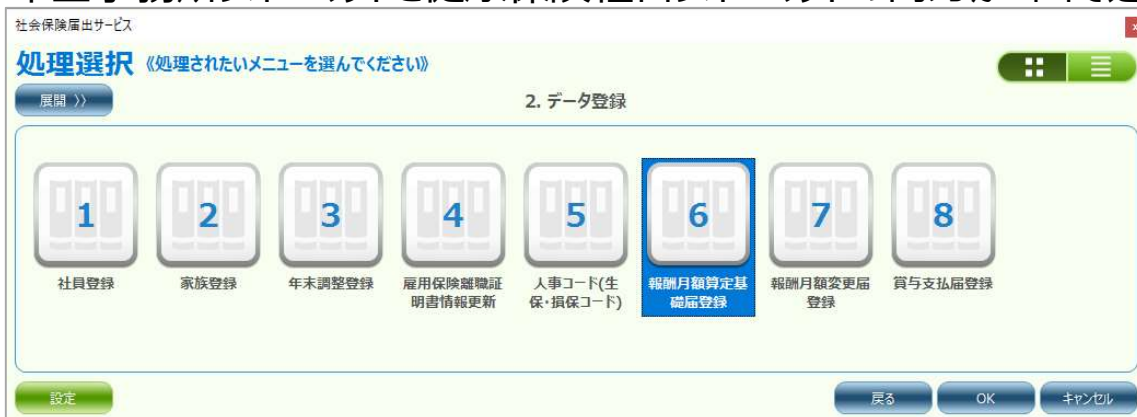 社会保険届出サービス
x
処理選択 《処理されたいメニューを選んでください》
展開 》
2. データ登録
1
社員登録
2
家族登録
3
年末調整登録
4
雇用保険離職証
明書情報更新
5
人事コード(生
保・損保コード)
6
報酬月額算定基
礎届登録
7
報酬月額変更届
登録
8
賞与支払届登録
設定
戻る
OK
キャンセル